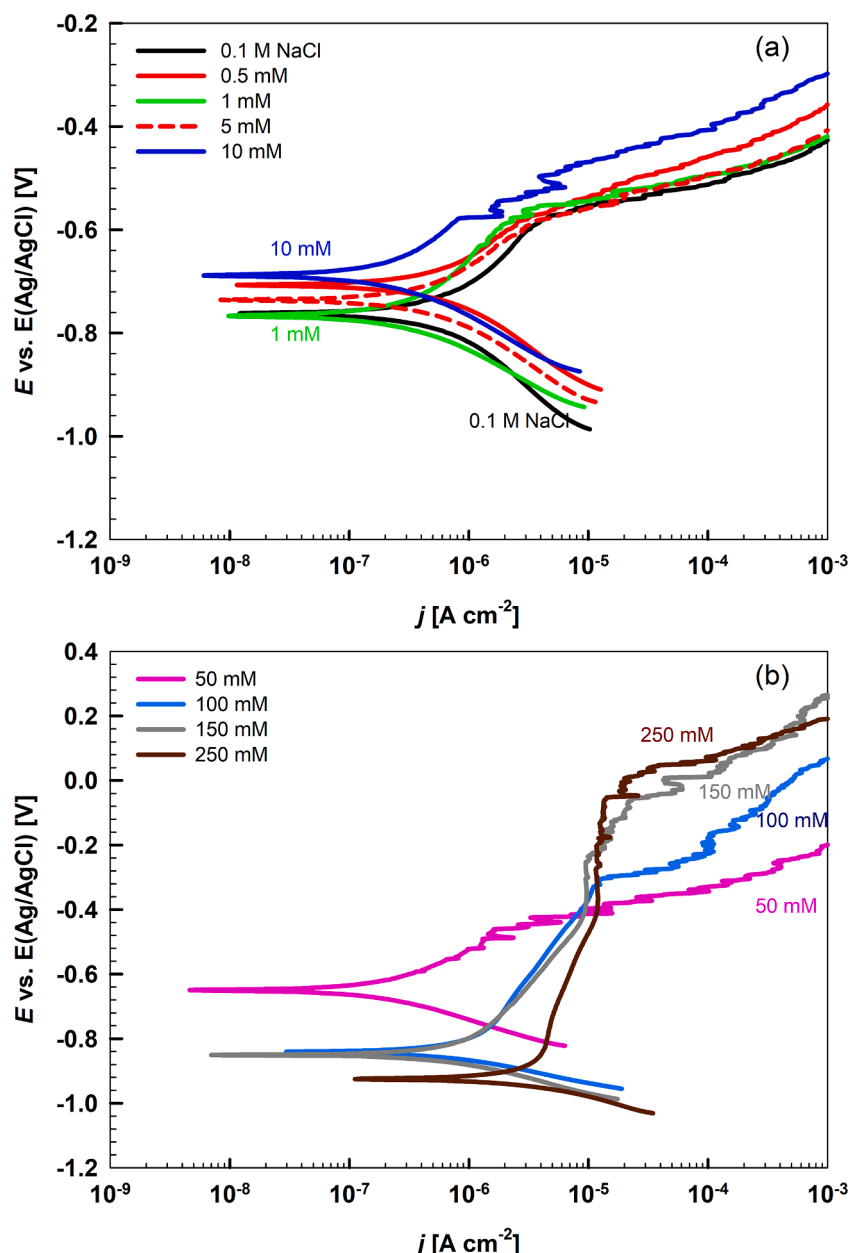 (a)
0.1 M NaCl
0.5 mM
1 mM
5 mM
10 mM
10 mM
1 mM
0.1 M NaCl
-0.2
-0.4
-0.6
-0.8
-1.0
-1.2
E vs. E(Ag/AgCl) [V]
10-9 10-8 10-7 10-6 10-5 10-4 10-3
j [A cm-2]
(b)
50 mM
100 mM
150 mM
250 mM
250 mM
150 mM
100 mM
50 mM
0.4
0.2
0.0
-0.2
-0.4
-0.6
-0.8
-1.0
-1.2
E vs. E(Ag/AgCl) [V]
10-9 10-8 10-7 10-6 10-5 10-4 10-3
j [A cm-2]